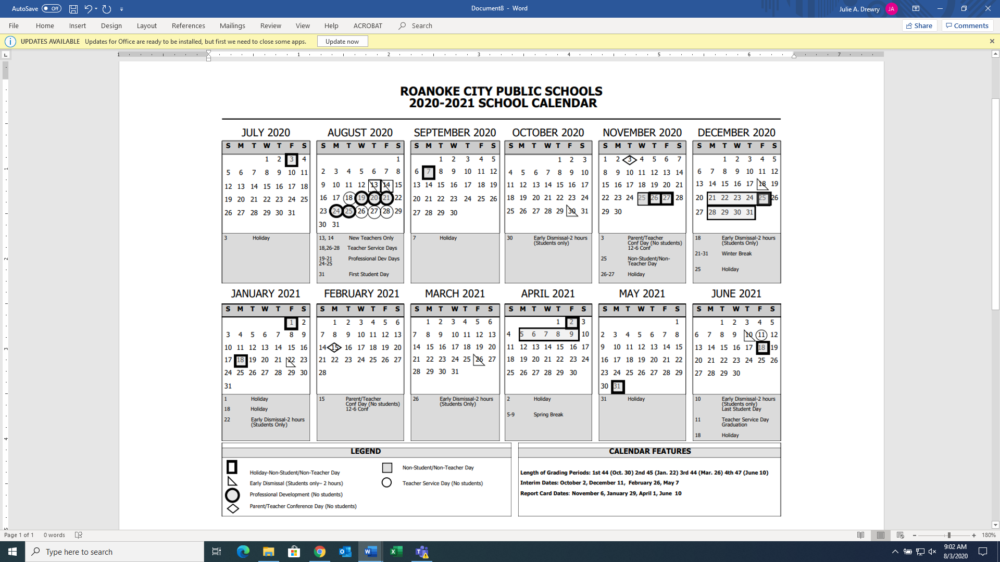 AutoSave Off
Document8 - Word
Julie A. Drewry JA
File Home Insert Design Layout References Mailings Review View Help ACROBAT Search Share Comments
UPDATES AVAILABLE Updates for Office are ready to be installed, but first we need to close some apps. Update now
1 1 2 3 4 5 6 7
ROANOKE CITY PUBLIC SCHOOLS
2020-2021 SCHOOL CALENDAR
JULY 2020
S M T W T F S
1 2 3 4
5 6 7 8 9 10 11
12 13 14 15 16 17 18
19 20 21 22 23 24 25
26 27 28 29 30 31
3 Holiday
AUGUST 2020
S M T W T F S
1
2 3 4 5 6 7 8
9 10 11 12 13 14 15
16 17 18 19 20 21 22
23 24 25 26 27 28 29
30 31
13, 14 New Teachers Only
18,26-28 Teacher Service Days
19-21 Professional Dev Days
24-25
31 First Student Day
SEPTEMBER 2020
S M T W T F S
1 2 3 4 5
6 7 8 9 10 11 12
13 14 15 16 17 18 19
20 21 22 23 24 25 26
27 28 29 30
7 Holiday
OCTOBER 2020
S M T W T F S
1 2 3
4 5 6 7 8 9 10
11 12 13 14 15 16 17
18 19 20 21 22 23 24
25 26 27 28 29 30 31
30 Early Dismissal-2 hours
(Students only)
NOVEMBER 2020
S M T W T F S
1 2 3 4 5 6 7
8 9 10 11 12 13 14
15 16 17 18 19 20 21
22 23 24 25 26 27 28
29 30
3 Parent/Teacher
Conf Day (No students)
12-6 Conf
25 Non-Student/Non-
Teacher Day
26-27 Holiday
DECEMBER 2020
S M T W T F S
1 2 3 4 5
6 7 8 9 10 11 12
13 14 15 16 17 18 19
20 21 22 23 24 25 26
27 28 29 30 31
18 Early Dismissal-2 hours
(Students Only)
21-31 Winter Break
25 Holiday
JANUARY 2021
S M T W T F S
1 2
3 4 5 6 7 8 9
10 11 12 13 14 15 16
17 18 19 20 21 22 23
24 25 26 27 28 29 30
31
1 Holiday
18 Holiday
22 Early Dismissal-2 hours
(Students Only)
FEBRUARY 2021
S M T W T F S
1 2 3 4 5 6
7 8 9 10 11 12 13
14 15 16 17 18 19 20
21 22 23 24 25 26 27
28
15 Parent/Teacher
Conf Day (No students)
12-6 Conf
MARCH 2021
S M T W T F S
1 2 3 4 5 6
7 8 9 10 11 12 13
14 15 16 17 18 19 20
21 22 23 24 25 26 27
28 29 30 31
26 Early Dismissal-2 hours
(Students Only)
APRIL 2021
S M T W T F S
1 2 3
4 5 6 7 8 9 10
11 12 13 14 15 16 17
18 19 20 21 22 23 24
25 26 27 28 29 30
2 Holiday
5-9 Spring Break
MAY 2021
S M T W T F S
1
2 3 4 5 6 7 8
9 10 11 12 13 14 15
16 17 18 19 20 21 22
23 24 25 26 27 28 29
30 31
31 Holiday
JUNE 2021
S M T W T F S
1 2 3 4 5
6 7 8 9 10 11 12
13 14 15 16 17 18 19
20 21 22 23 24 25 26
27 28 29 30
10 Early Dismissal-2 hours
(Students only)
Last Student Day
11 Teacher Service Day
Graduation
18 Holiday
LEGEND
Holiday-Non-Student/Non-Teacher Day
Early Dismissal (Students only– 2 hours)
Professional Development (No students)
Parent/Teacher Conference Day (No students)
Non-Student/Non-Teacher Day
Teacher Service Day (No students)
CALENDAR FEATURES
Length of Grading Periods: 1st 44 (Oct. 30) 2nd 45 (Jan. 22) 3rd 44 (Mar. 26) 4th 47 (June 10)
Interim Dates: October 2, December 11, February 26, May 7
Report Card Dates: November 6, January 29, April 1, June 10
1 2 3 4 5
Page 1 of 1 0 words 180%
Type here to search
9:02 AM
8/3/2020